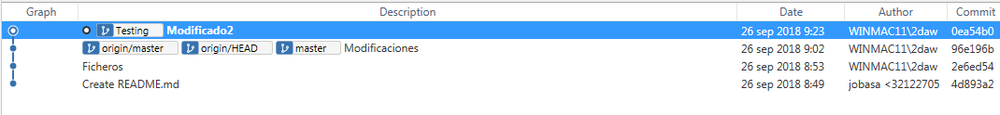 Graph Description Date Author Commit
Testing Modificado2 26 sep 2018 9:23 WINMAC11\2daw 0ea54b0
origin/master origin/HEAD master Modificaciones 26 sep 2018 9:02 WINMAC11\2daw 96e196b
Ficheros 26 sep 2018 8:53 WINMAC11\2daw 2e6ed54
Create README.md 26 sep 2018 8:49 jobasa <32122705 4d893a2